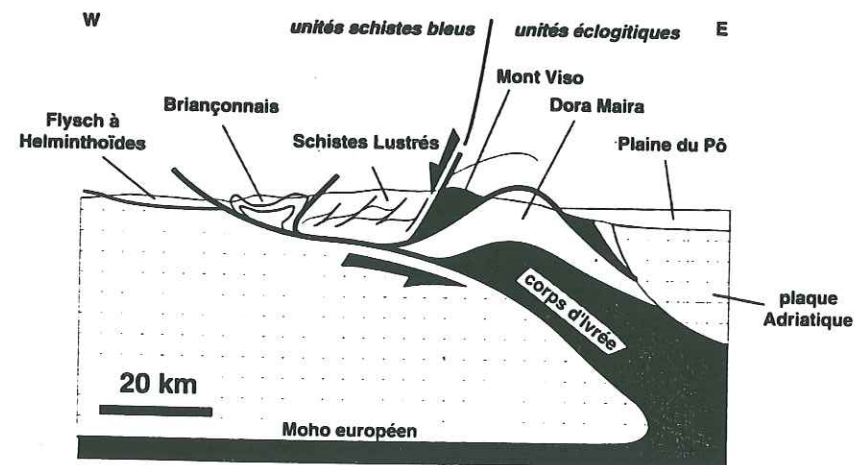 W
unités schistes bleus
unités éclogitiques
E
Mont Viso
Briançonnais
Dora Maira
Flysch à
Helminthoïdes
Schistes Lustrés
Plaine du Pô
corps d'Ivrée
plaque
Adriatique
20 km
Moho européen